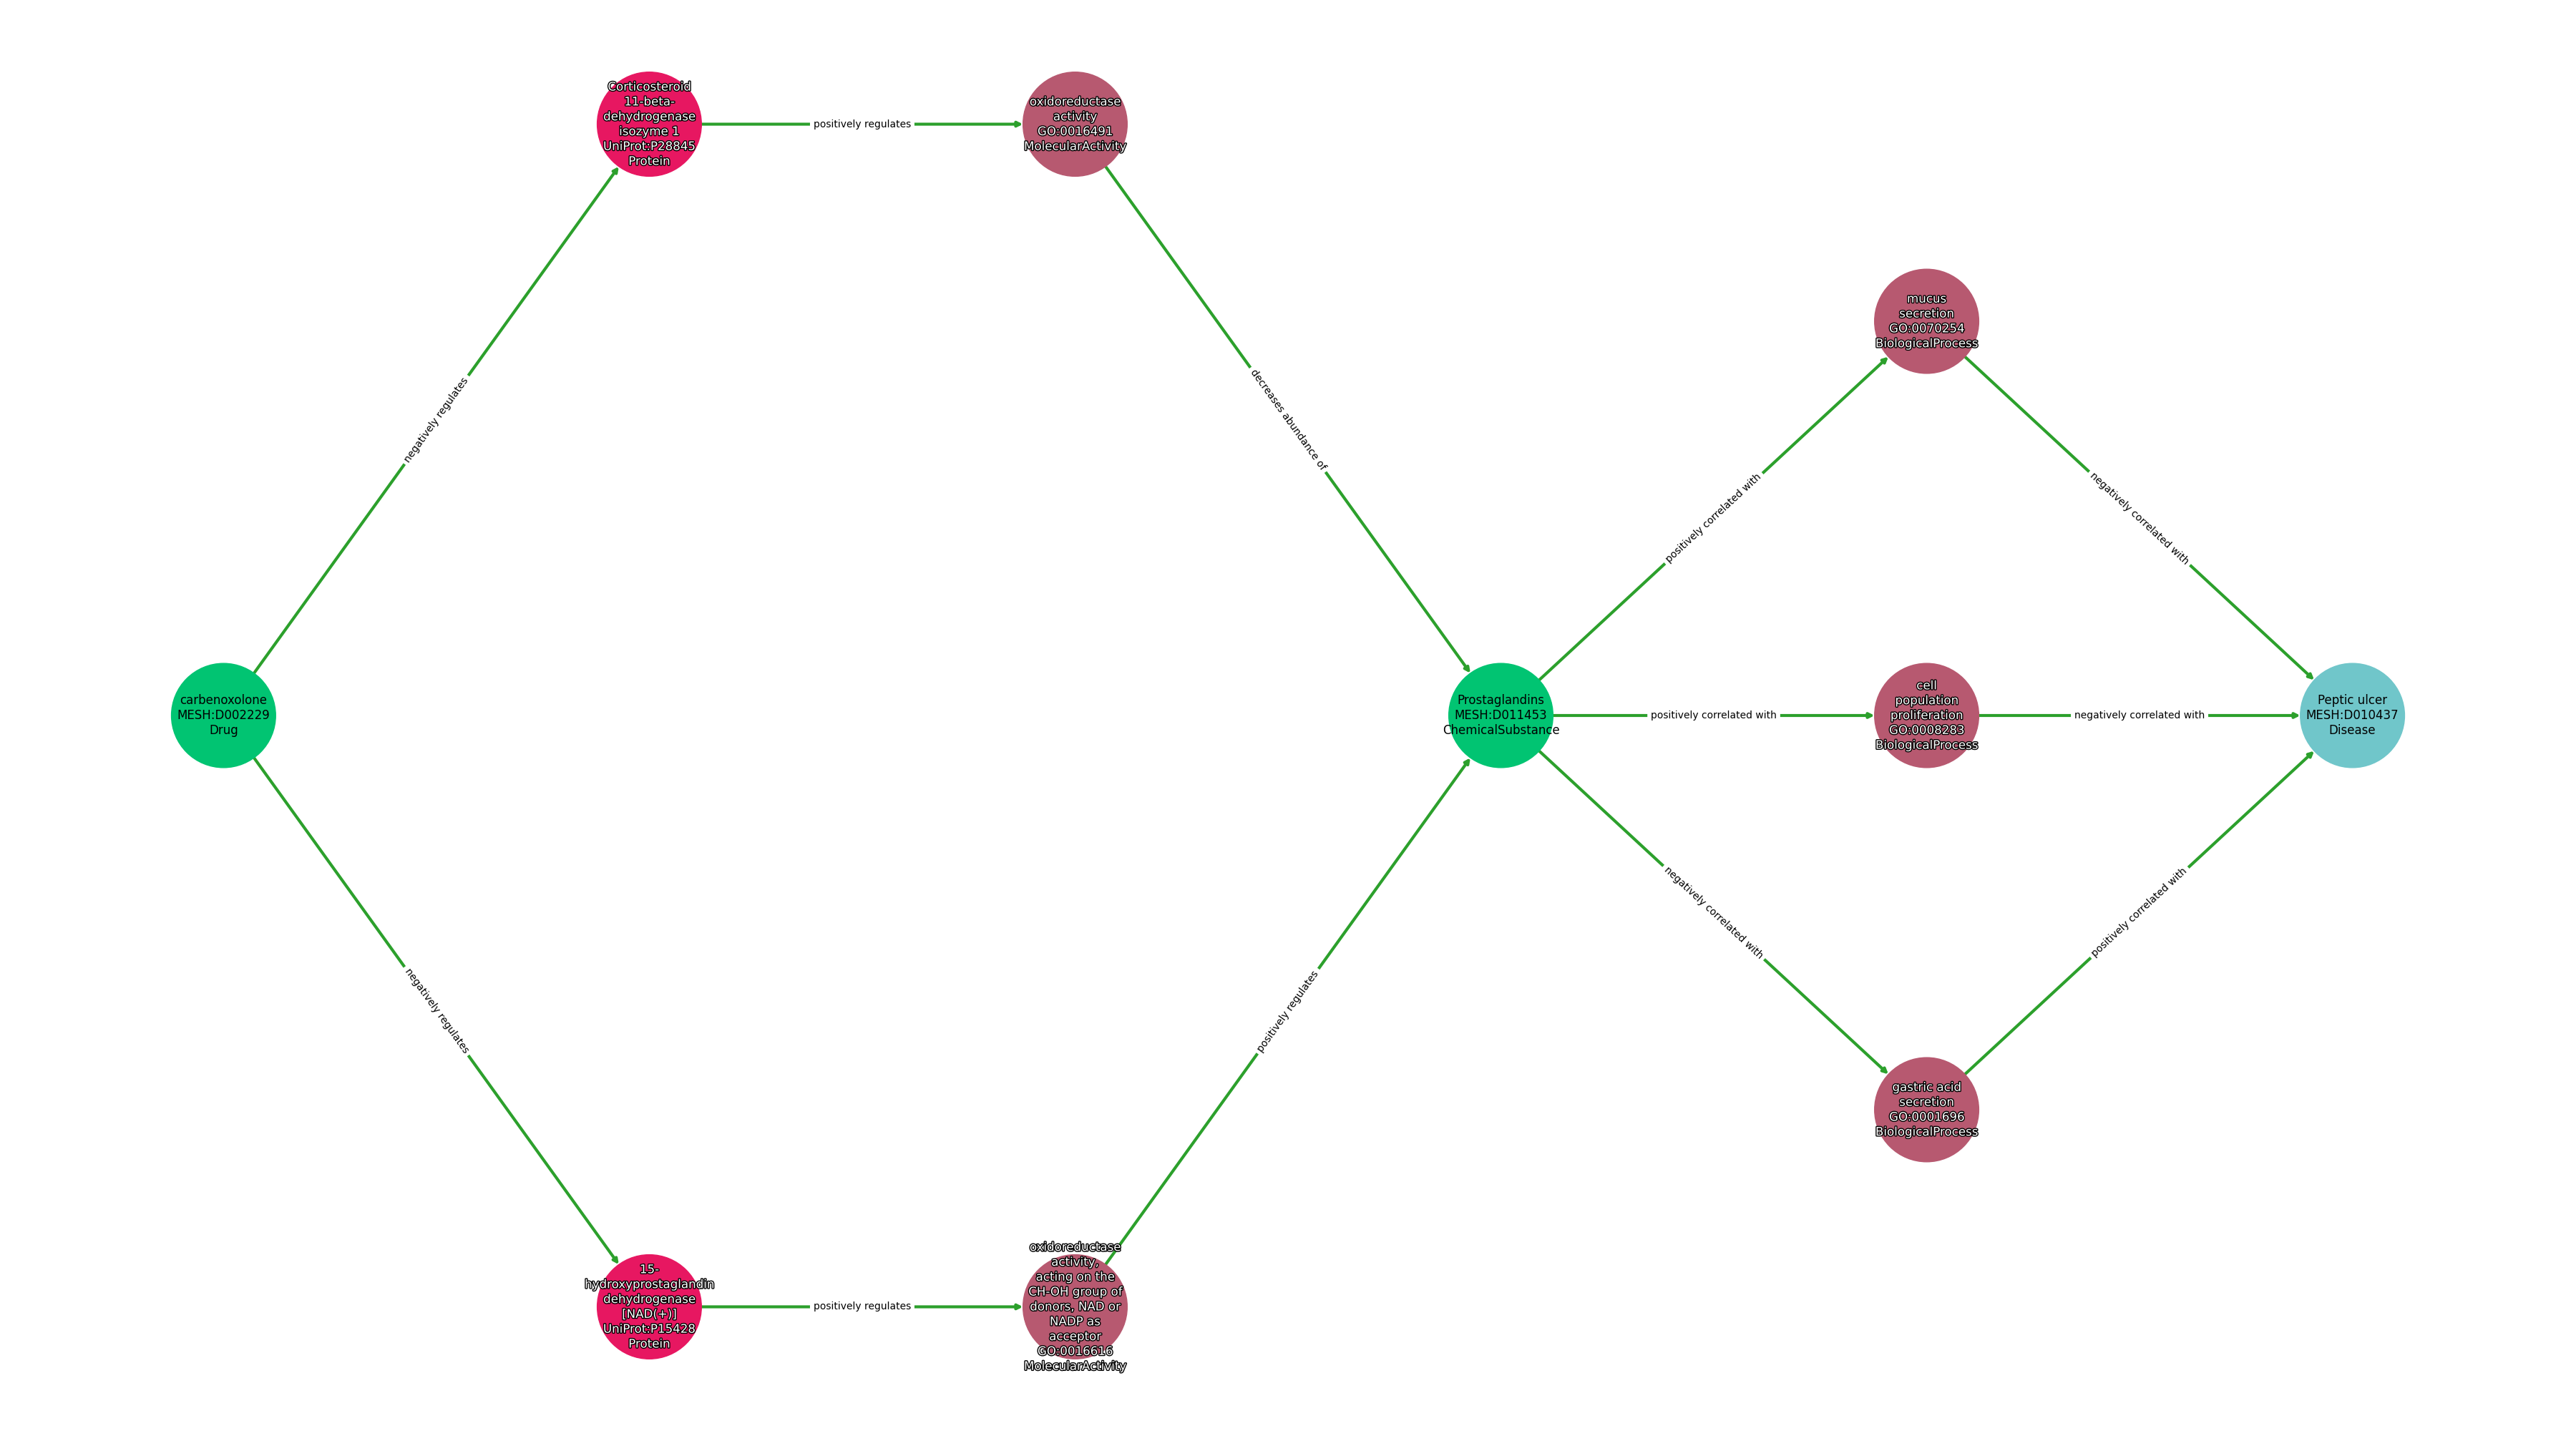 Corticosteroid
11-beta-
dehydrogenase
isozyme 1
UniProt:P28845
Protein
positively regulates
oxidoreductase
activity
GO:0016491
MolecularActivity
negatively regulates
decreases abundance of
mucus
secretion
GO:0070254
BiologicalProcess
positively correlated with
negatively correlated with
carbenoxolone
MESH:D002229
Drug
Prostaglandins
MESH:D011453
ChemicalSubstance
positively correlated with
cell
population
proliferation
GO:0008283
BiologicalProcess
negatively correlated with
Peptic ulcer
MESH:D010437
Disease
negatively regulates
positively regulates
negatively correlated with
positively correlated with
gastric acid
secretion
GO:0001696
BiologicalProcess
15-
hydroxyprostaglandin
dehydrogenase
[NAD(+)]
UniProt:P15428
Protein
positively regulates
oxidoreductase
activity,
acting on the
CH-OH group of
donors, NAD or
NADP as
acceptor
GO:0016616
MolecularActivity